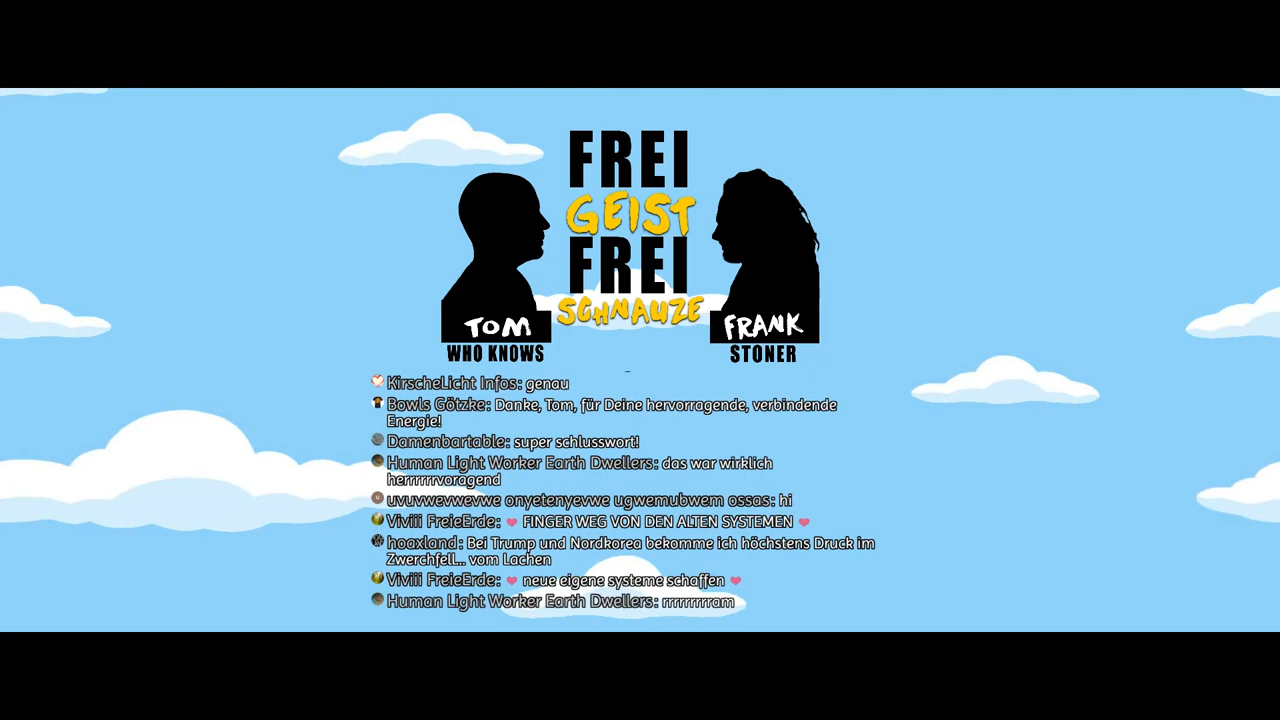 FREI
GEIST
FREI
SCHNAUZE
TOM
WHO KNOWS
FRANK
STONER
KirscheLicht Infos: genau
Bowls Götzke: Danke, Tom, für Deine hervorragende, verbindende
Energie!
Damenbartable: super schlusswort!
Human Light Worker Earth Dwellers: das war wirklich
herrrrrrvoragend
uvuvwevwevwe onyetenyevwe ugwemubwem ossas: hi
Viviii FreieErde: ❤ FINGER WEG VON DEN ALTEN SYSTEMEN ❤
hoaxland: Bei Trump und Nordkorea bekomme ich höchstens Druck im
Zwerchfell... vom Lachen
Viviii FreieErde: ❤ neue eigene systeme schaffen ❤
Human Light Worker Earth Dwellers: rrrrrrrrram